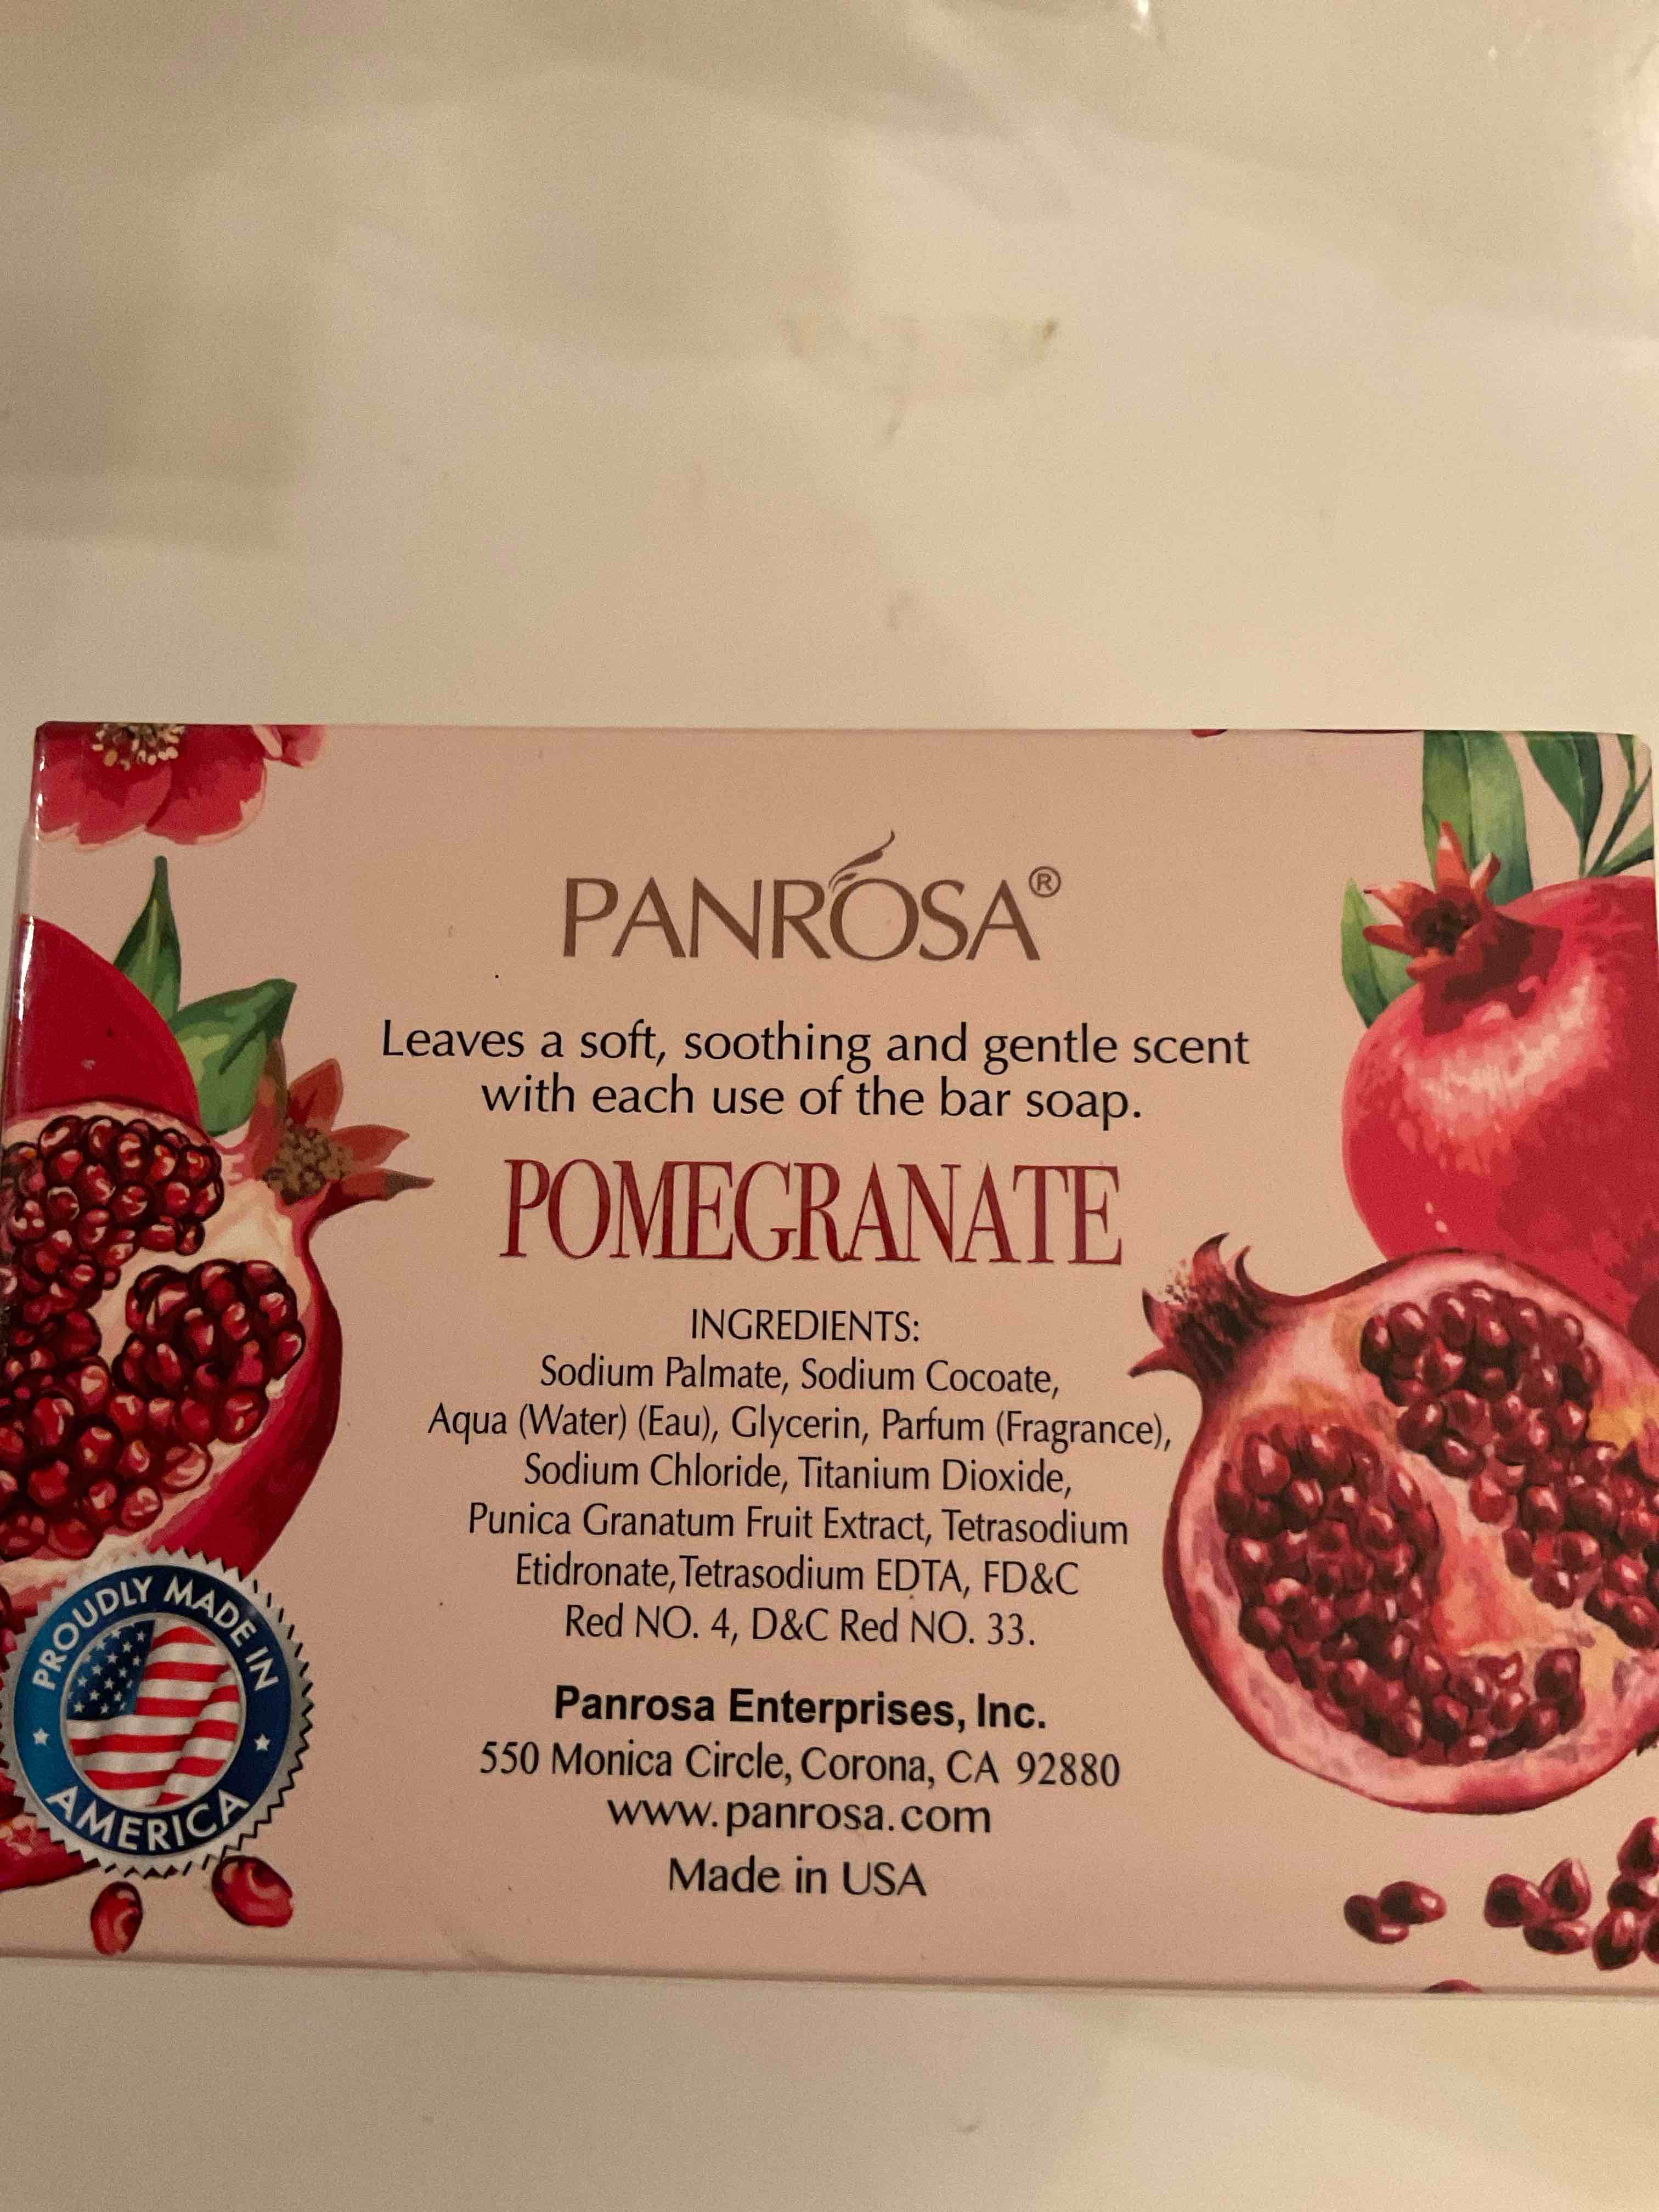 PANROSA®
Leaves a soft, soothing and gentle scent
with each use of the bar soap.
POMEGRANATE
INGREDIENTS:
Sodium Palmate, Sodium Cocoate,
Aqua (Water) (Eau), Glycerin, Parfum (Fragrance),
Sodium Chloride, Titanium Dioxide,
Punica Granatum Fruit Extract, Tetrasodium
Etidronate, Tetrasodium EDTA, FD&C
Red NO. 4, D&C Red NO. 33.
Panrosa Enterprises, Inc.
550 Monica Circle, Corona, CA 92880
www.panrosa.com
Made in USA
PROUDLY MADE IN
AMERICA